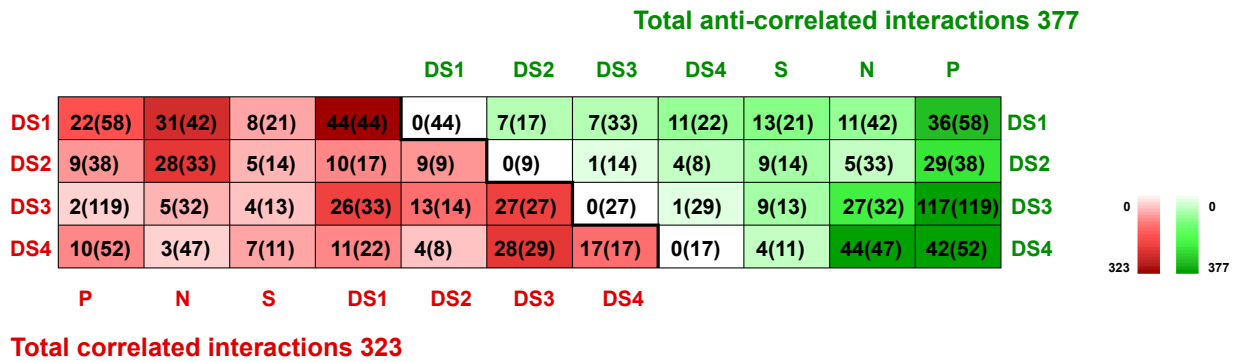 Total anti-correlated interactions 377
DS1 DS2 DS3 DS4 S N P
DS1 22(58) 31(42) 8(21) 44(44) 0(44) 7(17) 7(33) 11(22) 13(21) 11(42) 36(58) DS1
DS2 9(38) 28(33) 5(14) 10(17) 9(9) 0(9) 1(14) 4(8) 9(14) 5(33) 29(38) DS2
DS3 2(119) 5(32) 4(13) 26(33) 13(14) 27(27) 0(27) 1(29) 9(13) 27(32) 117(119) DS3
0 0
DS4 10(52) 3(47) 7(11) 11(22) 4(8) 28(29) 17(17) 0(17) 4(11) 44(47) 42(52) DS4
323 377
P N S DS1 DS2 DS3 DS4
Total correlated interactions 323